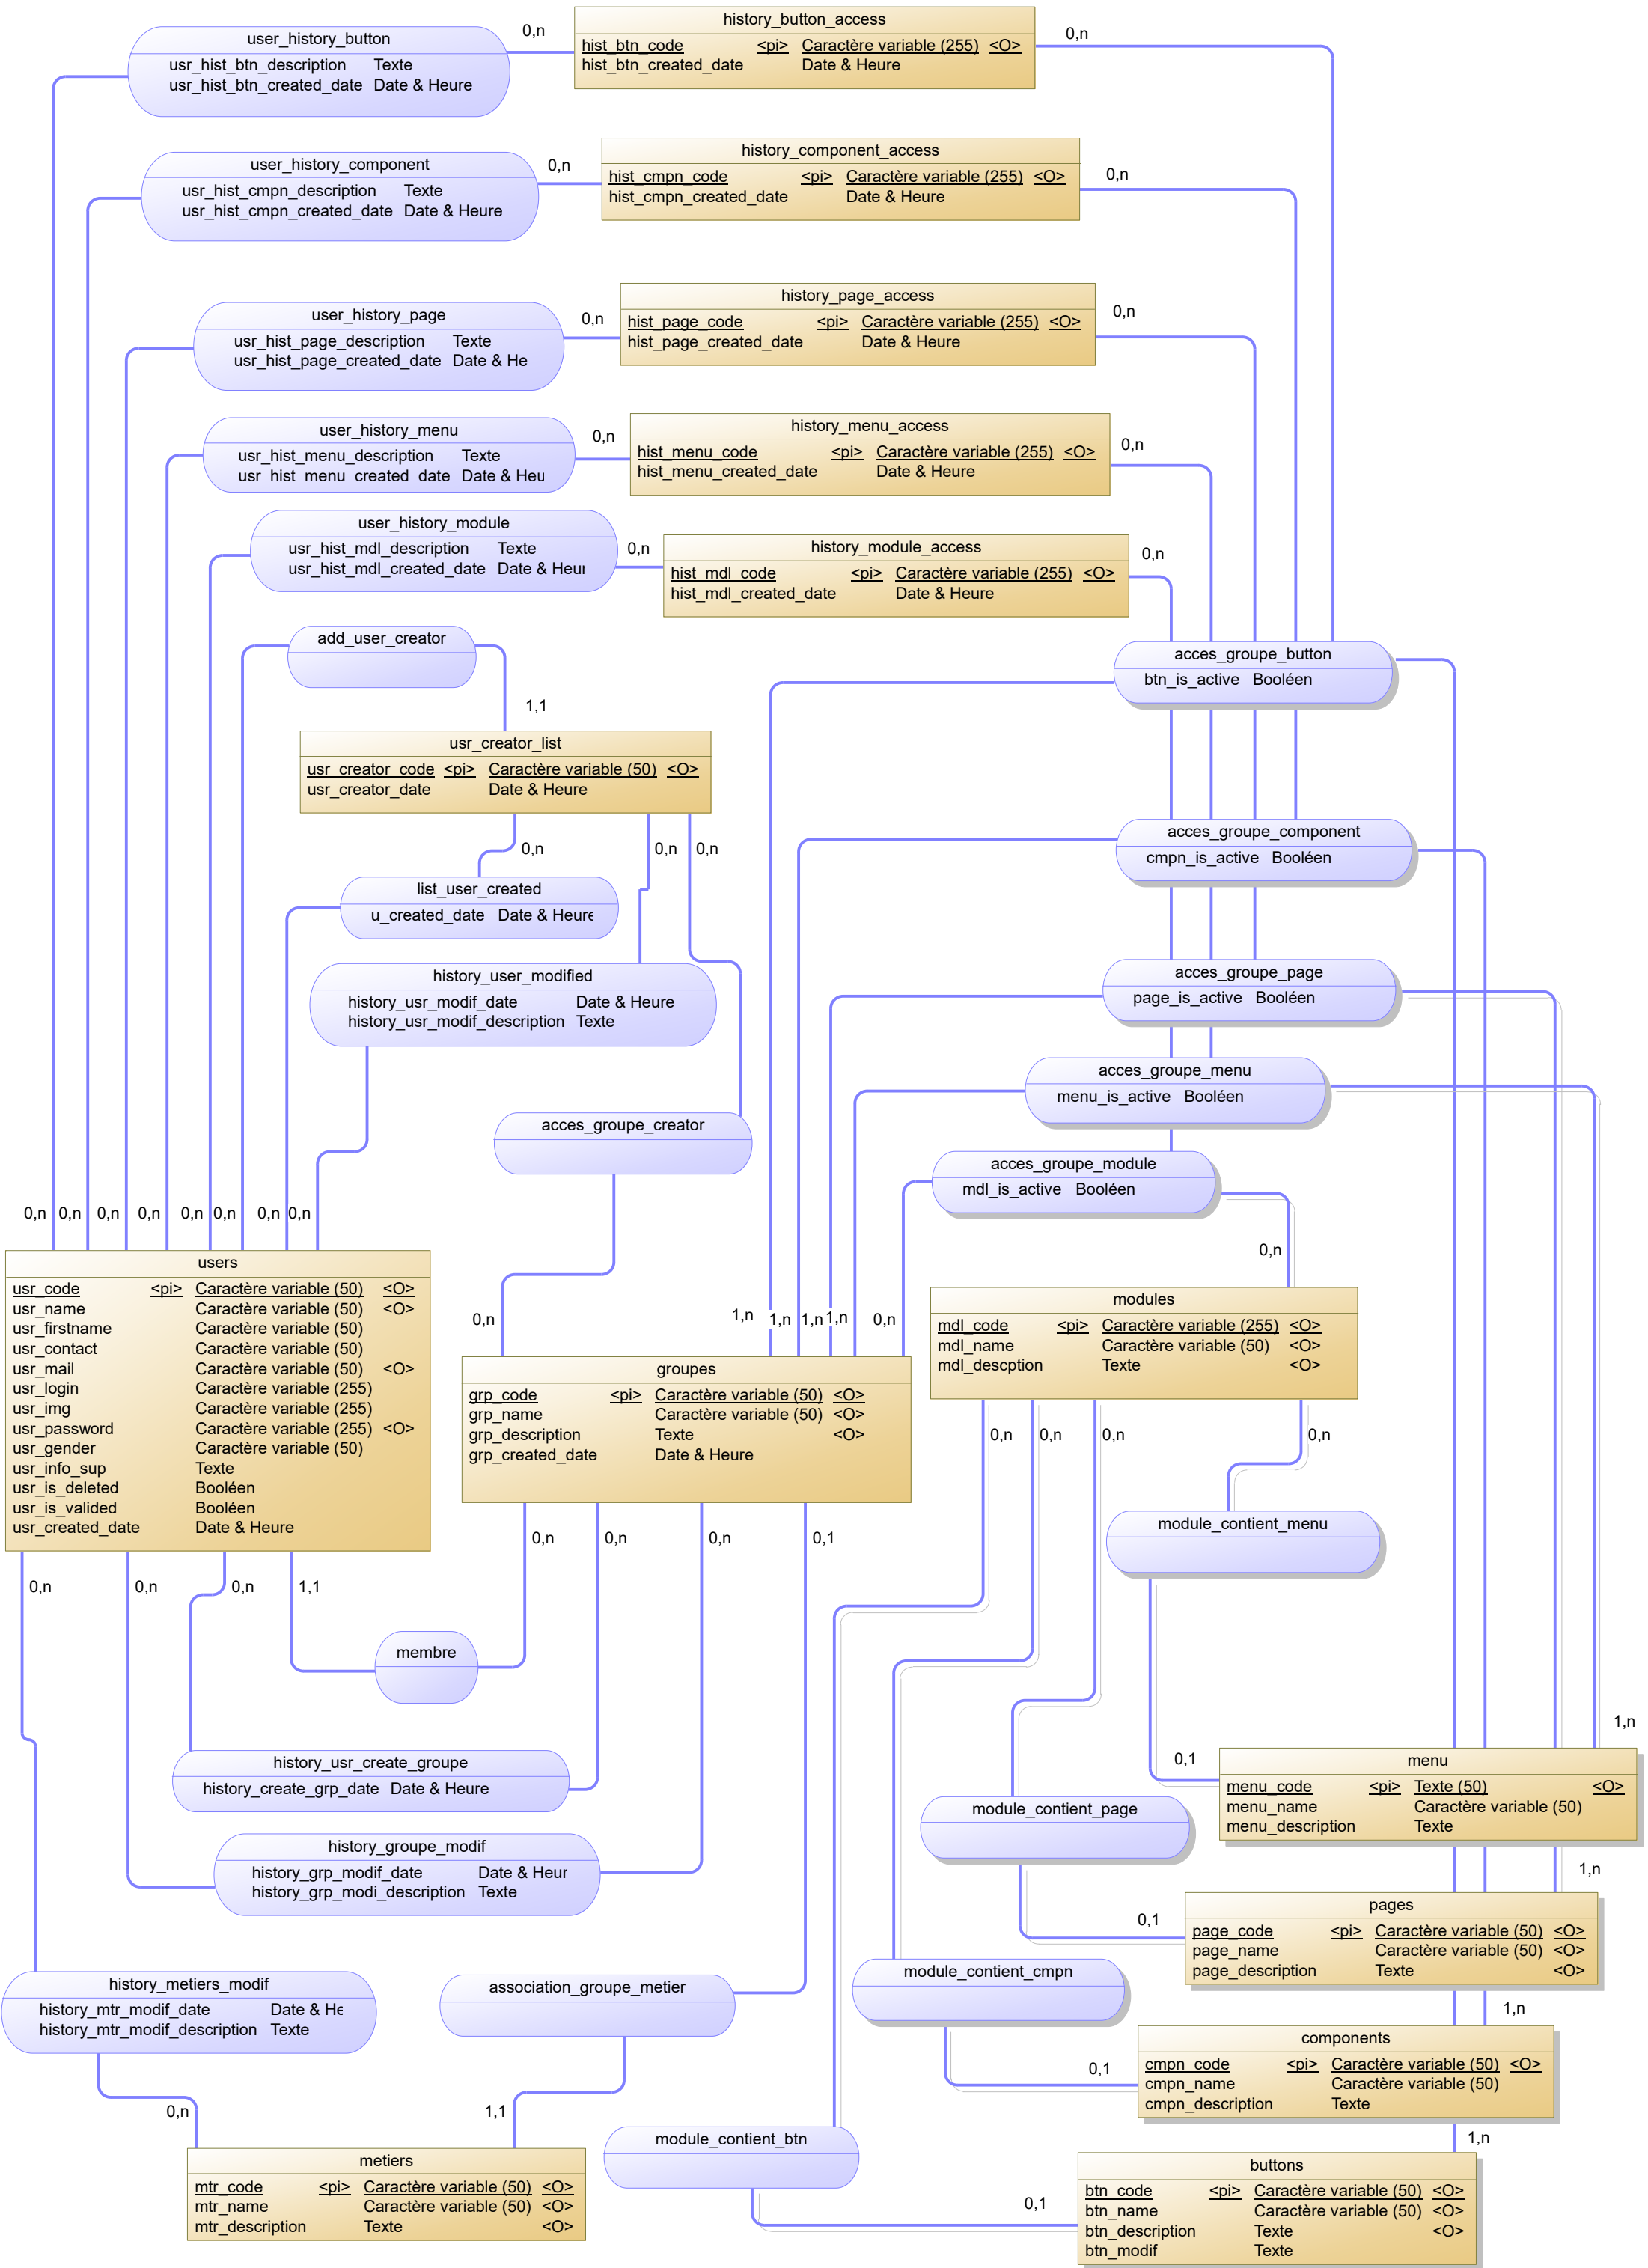 user_history_button
usr_hist_btn_description Texte
usr_hist_btn_created_date Date & Heure
0,n
history_button_access
hist_btn_code <pi> Caractère variable (255) <O>
hist_btn_created_date Date & Heure
0,n
user_history_component
usr_hist_cmpn_description Texte
usr_hist_cmpn_created_date Date & Heure
0,n
history_component_access
hist_cmpn_code <pi> Caractère variable (255) <O>
hist_cmpn_created_date Date & Heure
0,n
user_history_page
usr_hist_page_description Texte
usr_hist_page_created_date Date & He
0,n
history_page_access
hist_page_code <pi> Caractère variable (255) <O>
hist_page_created_date Date & Heure
0,n
user_history_menu
usr_hist_menu_description Texte
usr_hist_menu_created_date Date & Heu
0,n
history_menu_access
hist_menu_code <pi> Caractère variable (255) <O>
hist_menu_created_date Date & Heure
0,n
user_history_module
usr_hist_mdl_description Texte
usr_hist_mdl_created_date Date & Heur
0,n
history_module_access
hist_mdl_code <pi> Caractère variable (255) <O>
hist_mdl_created_date Date & Heure
0,n
add_user_creator
1,1
acces_groupe_button
btn_is_active Booléen
usr_creator_list
usr_creator_code <pi> Caractère variable (50) <O>
usr_creator_date Date & Heure
0,n
0,n
0,n
acces_groupe_component
cmpn_is_active Booléen
list_user_created
u_created_date Date & Heure
history_user_modified
history_usr_modif_date Date & Heure
history_usr_modif_description Texte
acces_groupe_page
page_is_active Booléen
acces_groupe_menu
menu_is_active Booléen
acces_groupe_creator
acces_groupe_module
mdl_is_active Booléen
0,n 0,n 0,n 0,n 0,n 0,n 0,n 0,n
0,n
users
usr_code <pi> Caractère variable (50) <O>
usr_name Caractère variable (50) <O>
usr_firstname Caractère variable (50)
usr_contact Caractère variable (50)
usr_mail Caractère variable (50) <O>
usr_login Caractère variable (255)
usr_img Caractère variable (255)
usr_password Caractère variable (255) <O>
usr_gender Caractère variable (50)
usr_info_sup Texte
usr_is_deleted Booléen
usr_is_valided Booléen
usr_created_date Date & Heure
0,n
1,n 1,n 1,n 1,n 0,n
groupes
grp_code <pi> Caractère variable (50) <O>
grp_name Caractère variable (50) <O>
grp_description Texte <O>
grp_created_date Date & Heure
modules
mdl_code <pi> Caractère variable (255) <O>
mdl_name Caractère variable (50) <O>
mdl_descption Texte <O>
0,n 0,n 0,n 0,n
module_contient_menu
0,n 0,n 0,n 0,1
0,n 0,n 0,n 1,1
membre
history_usr_create_groupe
history_create_grp_date Date & Heure
1,n
0,1
menu
menu_code <pi> Texte (50) <O>
menu_name Caractère variable (50)
menu_description Texte
module_contient_page
history_groupe_modif
history_grp_modif_date Date & Heur
history_grp_modi_description Texte
1,n
0,1
pages
page_code <pi> Caractère variable (50) <O>
page_name Caractère variable (50) <O>
page_description Texte <O>
module_contient_cmpn
history_metiers_modif
history_mtr_modif_date Date & He
history_mtr_modif_description Texte
association_groupe_metier
1,n
0,1
components
cmpn_code <pi> Caractère variable (50) <O>
cmpn_name Caractère variable (50)
cmpn_description Texte
0,n
1,1
module_contient_btn
1,n
0,1
metiers
mtr_code <pi> Caractère variable (50) <O>
mtr_name Caractère variable (50) <O>
mtr_description Texte <O>
buttons
btn_code <pi> Caractère variable (50) <O>
btn_name Caractère variable (50) <O>
btn_description Texte <O>
btn_modif Texte